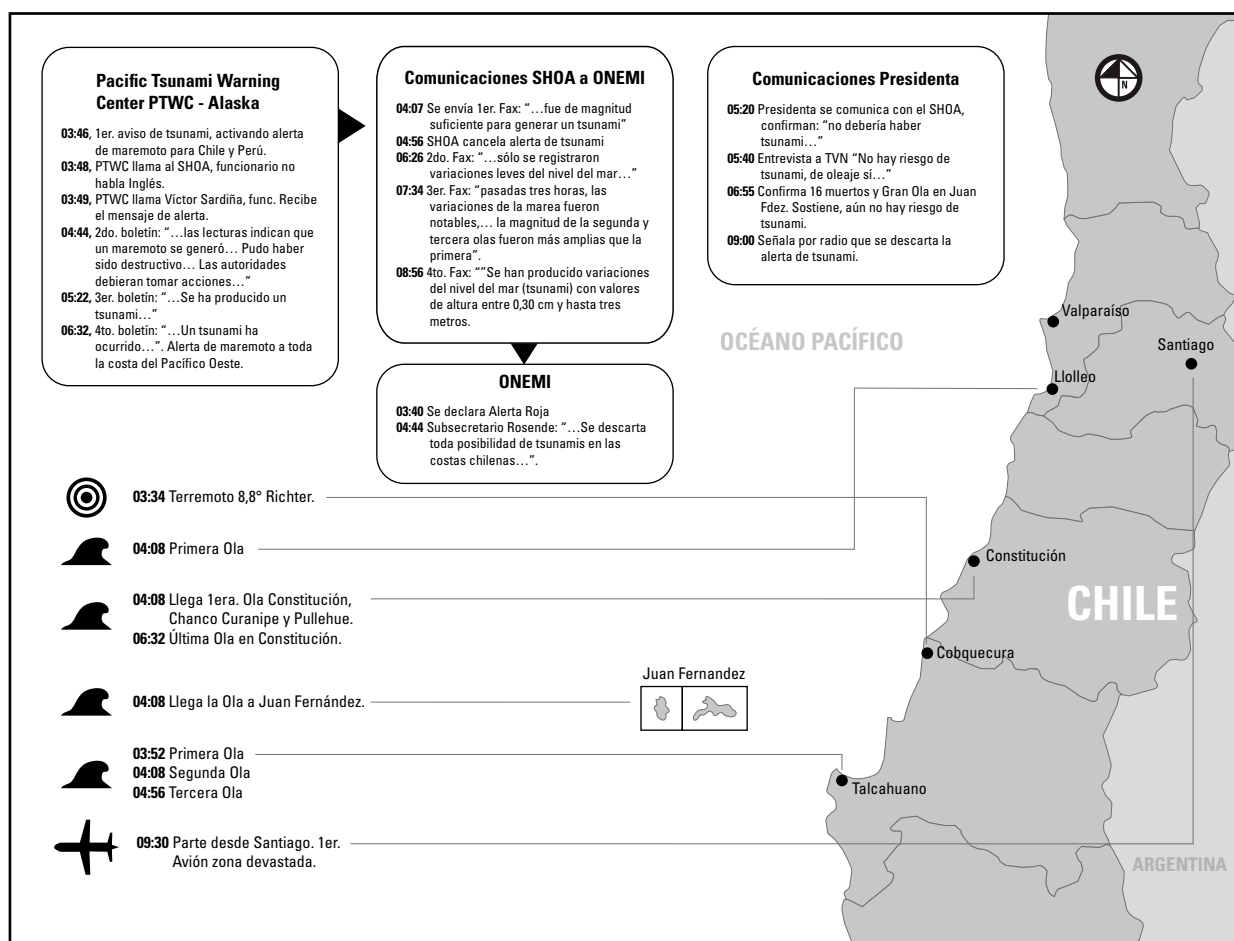 Pacific Tsunami Warning
Center PTWC - Alaska
03:46, 1er. aviso de tsunami, activando alerta
de maremoto para Chile y Perú.
03:48, PTWC llama al SHOA, funcionario no
habla Inglés.
03:49, PTWC llama Víctor Sardiña, func. Recibe
el mensaje de alerta.
04:44, 2do. boletín: “…las lecturas indican que
un maremoto se generó… Pudo haber
sido destructivo… Las autoridades
debieran tomar acciones…”
05:22, 3er. boletín: “…Se ha producido un
tsunami…”
06:32, 4to. boletín: “…Un tsunami ha
ocurrido…”. Alerta de maremoto a toda
la costa del Pacífico Oeste.
Comunicaciones SHOA a ONEMI
04:07 Se envía 1er. Fax: “…fue de magnitud
suficiente para generar un tsunami”
04:56 SHOA cancela alerta de tsunami
06:26 2do. Fax: “…sólo se registraron
variaciones leves del nivel del mar…”
07:34 3er. Fax: “pasadas tres horas, las
variaciones de la marea fueron
notables,… la magnitud de la segunda y
tercera olas fueron más amplias que la
primera”.
08:56 4to. Fax: “”Se han producido variaciones
del nivel del mar (tsunami) con valores
de altura entre 0,30 cm y hasta tres
metros.
ONEMI
03:40 Se declara Alerta Roja
04:44 Subsecretario Rosende: “…Se descarta
toda posibilidad de tsunamis en las
costas chilenas…”.
Comunicaciones Presidenta
05:20 Presidenta se comunica con el SHOA,
confirman: “no debería haber
tsunami…”
05:40 Entrevista a TVN “No hay riesgo de
tsunami, de oleaje sí…”
06:55 Confirma 16 muertos y Gran Ola en Juan
Fdez. Sostiene, aún no hay riesgo de
tsunami.
09:00 Señala por radio que se descarta la
alerta de tsunami.
N
OCÉANO PACÍFICO
Valparaíso
Santiago
Llolleo
Constitución
CHILE
Cobquecura
Juan Fernandez
Talcahuano
ARGENTINA
03:34 Terremoto 8,8° Richter.
04:08 Primera Ola
04:08 Llega 1era. Ola Constitución,
Chanco Curanipe y Pullehue.
06:32 Última Ola en Constitución.
04:08 Llega la Ola a Juan Fernández.
03:52 Primera Ola
04:08 Segunda Ola
04:56 Tercera Ola
09:30 Parte desde Santiago. 1er.
Avión zona devastada.